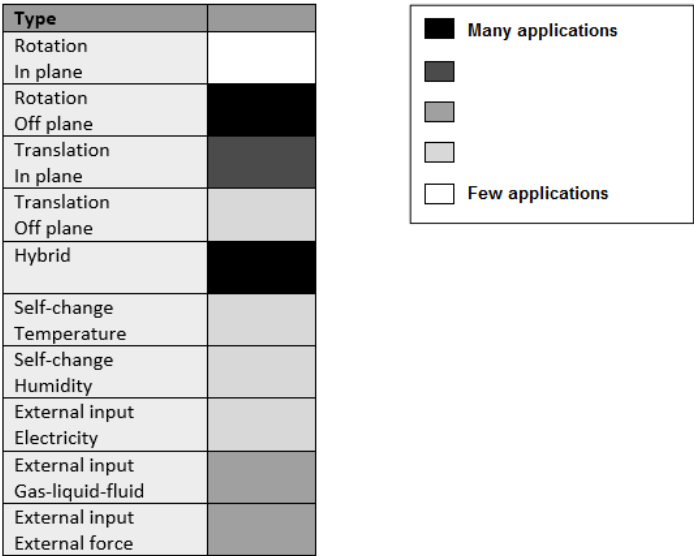 Type
Rotation
In plane
Rotation
Off plane
Translation
In plane
Translation
Off plane
Hybrid
Self-change
Temperature
Self-change
Humidity
External input
Electricity
External input
Gas-liquid-fluid
External input
External force
Many applications
Few applications